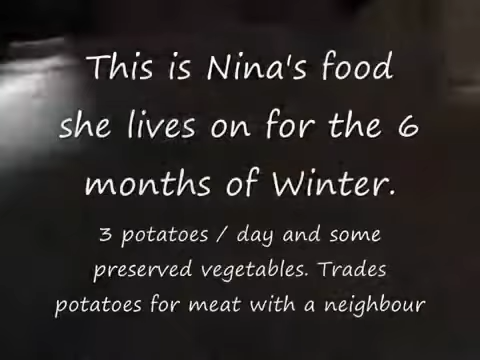 This is Nina's food
she lives on for the 6
months of Winter.
3 potatoes / day and some
preserved vegetables. Trades
potatoes for meat with a neighbour